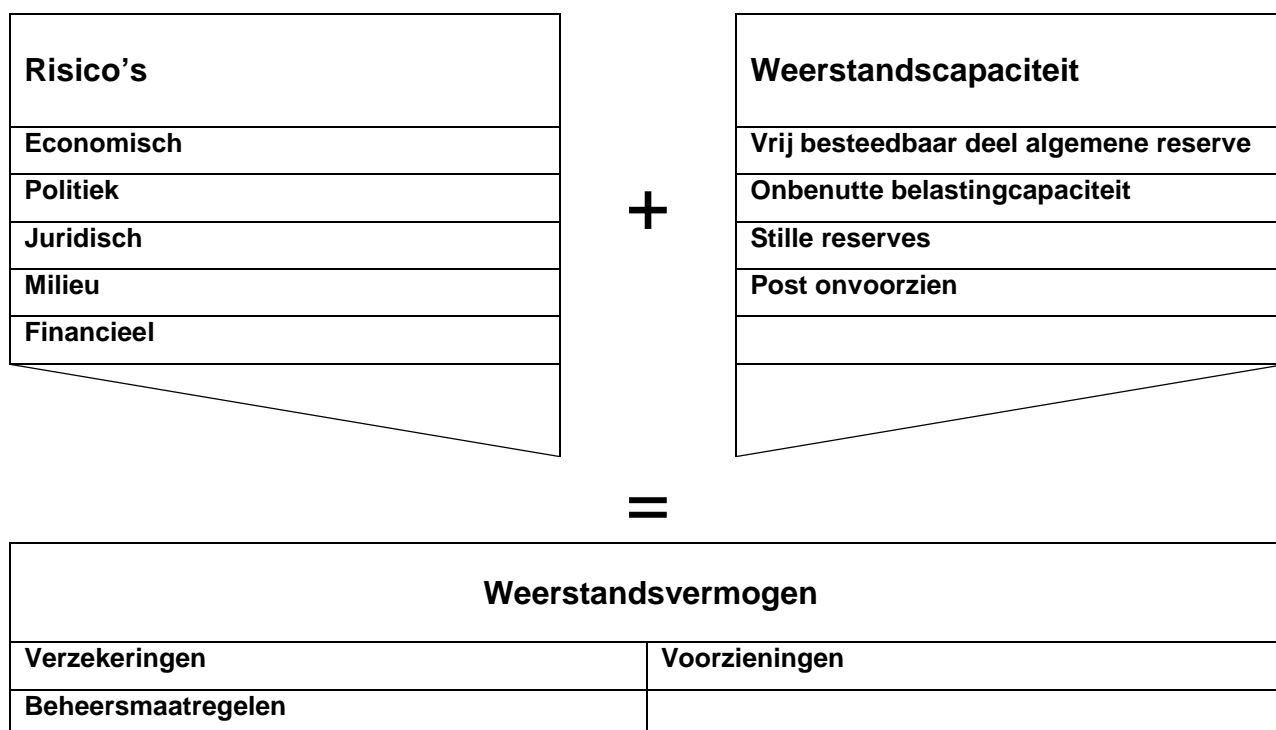 Risico's
Economisch
Politiek
Juridisch
Milieu
Financieel
+
Weerstandscapaciteit
Vrij besteedbaar deel algemene reserve
Onbenutte belastingcapaciteit
Stille reserves
Post onvoorzien
=
Weerstandsvermogen
Verzekeringen
Voorzieningen
Beheersmaatregelen